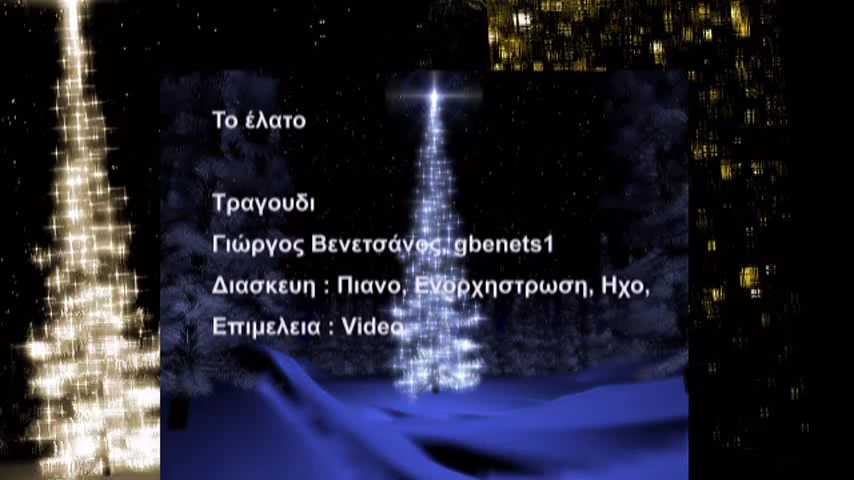 Το έλατο
Τραγουδι
Γιώργος Βενετσάνος, gbenets1
Διασκευη : Πιανο, Ενορχηστρωση, Ηχο,
Επιμελεια : Video